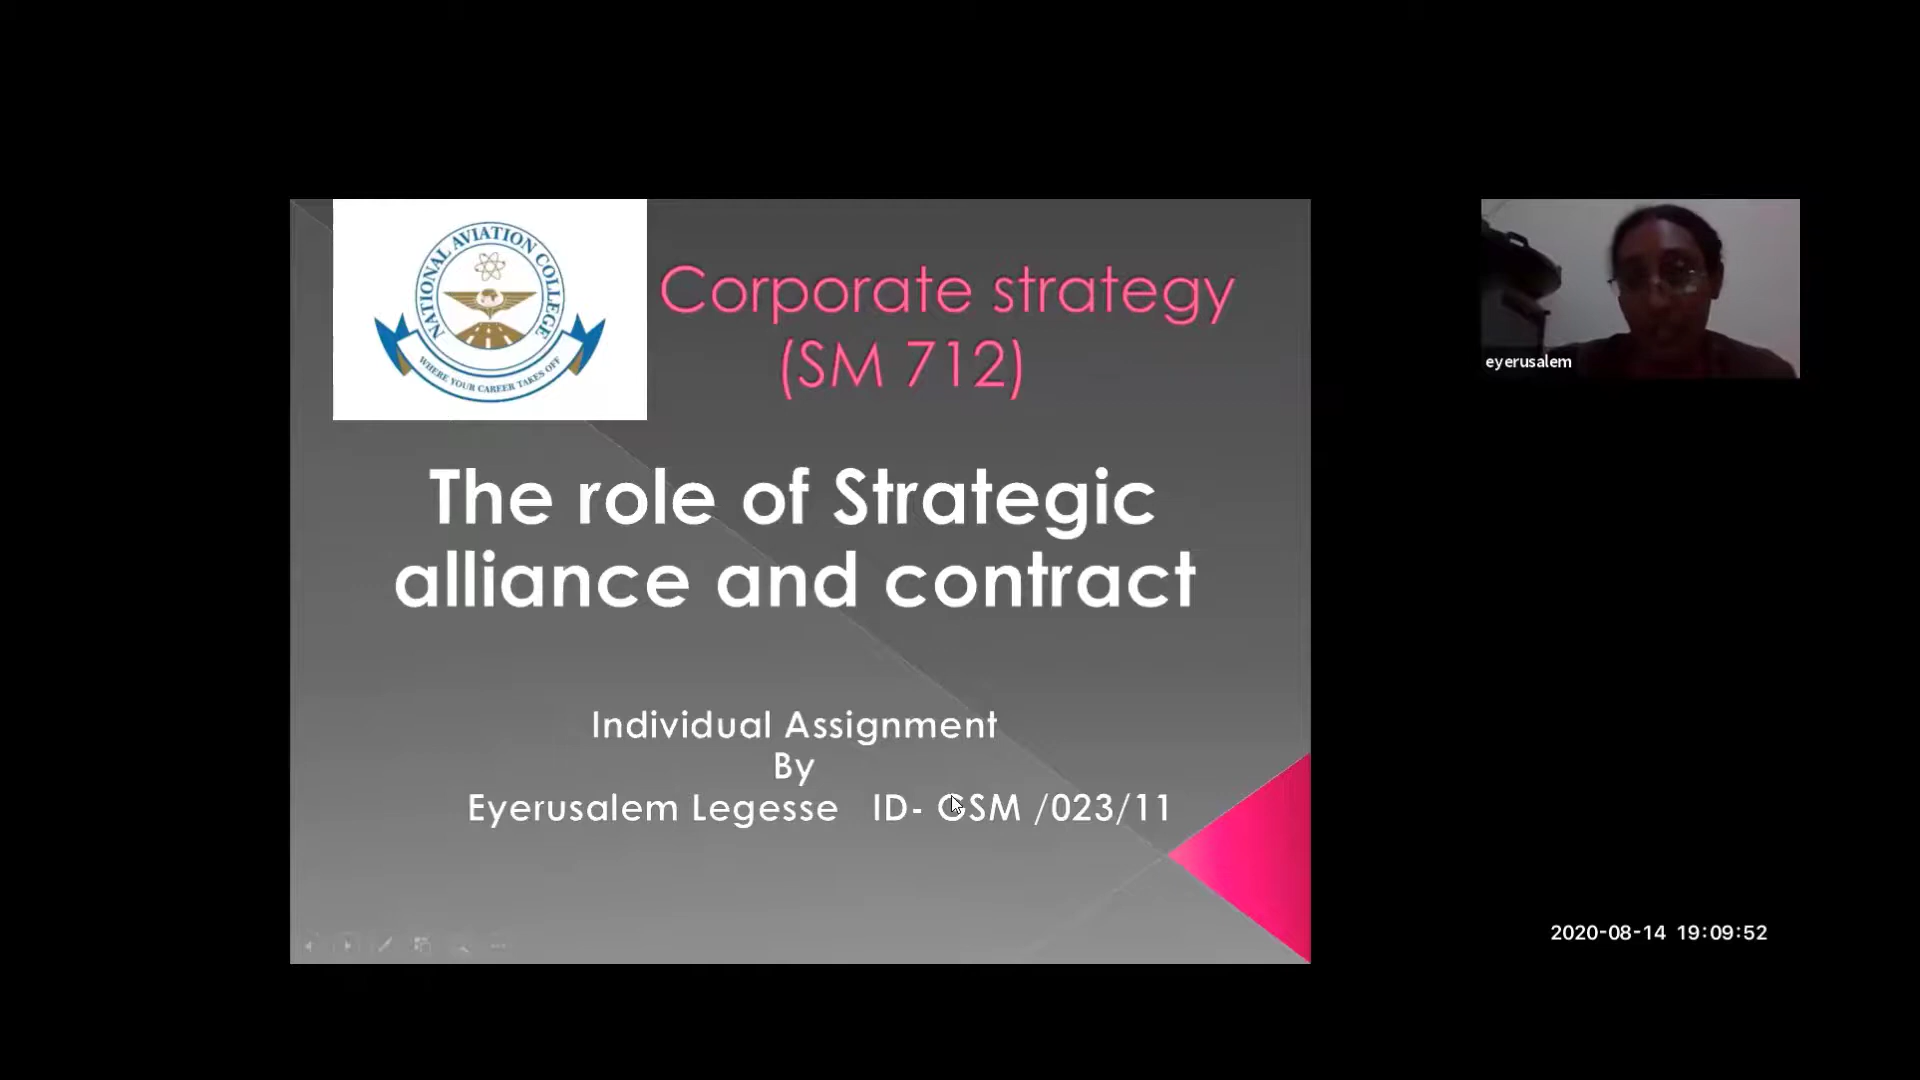 NATIONAL AVIATION COLLEGE
WHERE YOUR CAREER TAKES OFF
Corporate strategy
(SM 712)
The role of Strategic
alliance and contract
Individual Assignment
By
Eyerusalem Legesse ID- GSM /023/11
eyerusalem
2020-08-14 19:09:52